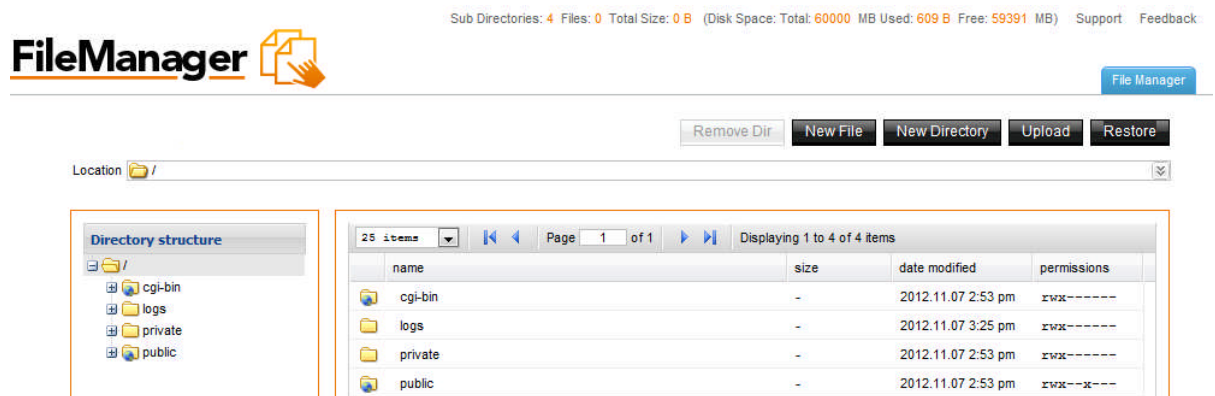 Sub Directories: 4 Files: 0 Total Size: 0 B (Disk Space: Total: 60000 MB Used: 609 B Free: 59391 MB) Support Feedback
FileManager
File Manager
Remove Dir New File New Directory Upload Restore
Location /
Directory structure
/
cgi-bin
logs
private
public
25 items Page 1 of 1 Displaying 1 to 4 of 4 items
name size date modified permissions
cgi-bin - 2012.11.07 2:53 pm rwx------
logs - 2012.11.07 3:25 pm rwx------
private - 2012.11.07 2:53 pm rwx------
public - 2012.11.07 2:53 pm rwx--x---